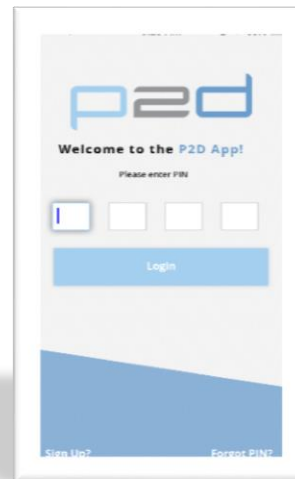 p2d
Welcome to the P2D App!
Please enter PIN
Login
Sign Up? Forgot PIN?